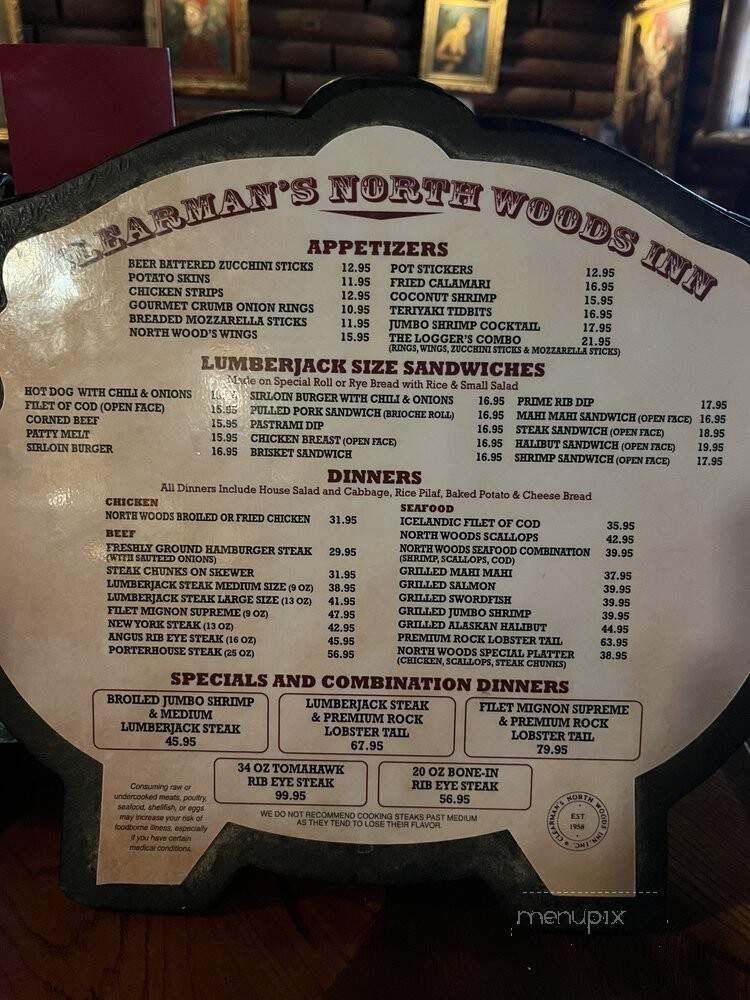 CLEARMAN'S NORTH WOODS INN
APPETIZERS
BEER BATTERED ZUCCHINI STICKS 12.95
POTATO SKINS 11.95
CHICKEN STRIPS 12.95
GOURMET CRUMB ONION RINGS 10.95
BREADED MOZZARELLA STICKS 11.95
NORTH WOOD'S WINGS 15.95
POT STICKERS 12.95
FRIED CALAMARI 16.95
COCONUT SHRIMP 15.95
TERIYAKI TIDBITS 16.95
JUMBO SHRIMP COCKTAIL 17.95
THE LOGGER'S COMBO 21.95
(RINGS, WINGS, ZUCCHINI STICKS & MOZZARELLA STICKS)
LUMBERJACK SIZE SANDWICHES
Made on Special Roll or Rye Bread with Rice & Small Salad
HOT DOG WITH CHILI & ONIONS
FILET OF COD (OPEN FACE) 15.95
CORNED BEEF 15.95
PATTY MELT 15.95
SIRLOIN BURGER 16.95
SIRLOIN BURGER WITH CHILI & ONIONS 16.95
PULLED PORK SANDWICH (BRIOCHE ROLL) 16.95
PASTRAMI DIP 16.95
CHICKEN BREAST (OPEN FACE) 16.95
BRISKET SANDWICH 16.95
PRIME RIB DIP 17.95
MAHI MAHI SANDWICH (OPEN FACE) 16.95
STEAK SANDWICH (OPEN FACE) 18.95
HALIBUT SANDWICH (OPEN FACE) 19.95
SHRIMP SANDWICH (OPEN FACE) 17.95
DINNERS
All Dinners Include House Salad and Cabbage, Rice Pilaf, Baked Potato & Cheese Bread
CHICKEN
NORTH WOODS BROILED OR FRIED CHICKEN 31.95
BEEF
FRESHLY GROUND HAMBURGER STEAK 29.95
(WITH SAUTEED ONIONS)
STEAK CHUNKS ON SKEWER 31.95
LUMBERJACK STEAK MEDIUM SIZE (9 OZ) 38.95
LUMBERJACK STEAK LARGE SIZE (13 OZ) 41.95
FILET MIGNON SUPREME (9 OZ) 47.95
NEW YORK STEAK (13 OZ) 42.95
ANGUS RIB EYE STEAK (16 OZ) 45.95
PORTERHOUSE STEAK (25 OZ) 56.95
SEAFOOD
ICELANDIC FILET OF COD 35.95
NORTH WOODS SCALLOPS 42.95
NORTH WOODS SEAFOOD COMBINATION 39.95
(SHRIMP, SCALLOPS, COD)
GRILLED MAHI MAHI 37.95
GRILLED SALMON 39.95
GRILLED SWORDFISH 39.95
GRILLED JUMBO SHRIMP 39.95
GRILLED ALASKAN HALIBUT 44.95
PREMIUM ROCK LOBSTER TAIL 63.95
NORTH WOODS SPECIAL PLATTER 38.95
(CHICKEN, SCALLOPS, STEAK CHUNKS)
SPECIALS AND COMBINATION DINNERS
BROILED JUMBO SHRIMP
& MEDIUM
LUMBERJACK STEAK
45.95
LUMBERJACK STEAK
& PREMIUM ROCK
LOBSTER TAIL
67.95
FILET MIGNON SUPREME
& PREMIUM ROCK
LOBSTER TAIL
79.95
34 OZ TOMAHAWK
RIB EYE STEAK
99.95
20 OZ BONE-IN
RIB EYE STEAK
56.95
Consuming raw or
undercooked meats, poultry,
seafood, shellfish, or eggs
may increase your risk of
foodborne illness, especially
if you have certain
medical conditions.
WE DO NOT RECOMMEND COOKING STEAKS PAST MEDIUM
AS THEY TEND TO LOSE THEIR FLAVOR.
CLEARMAN'S NORTH WOODS INN, INC.
EST
1958
menupix